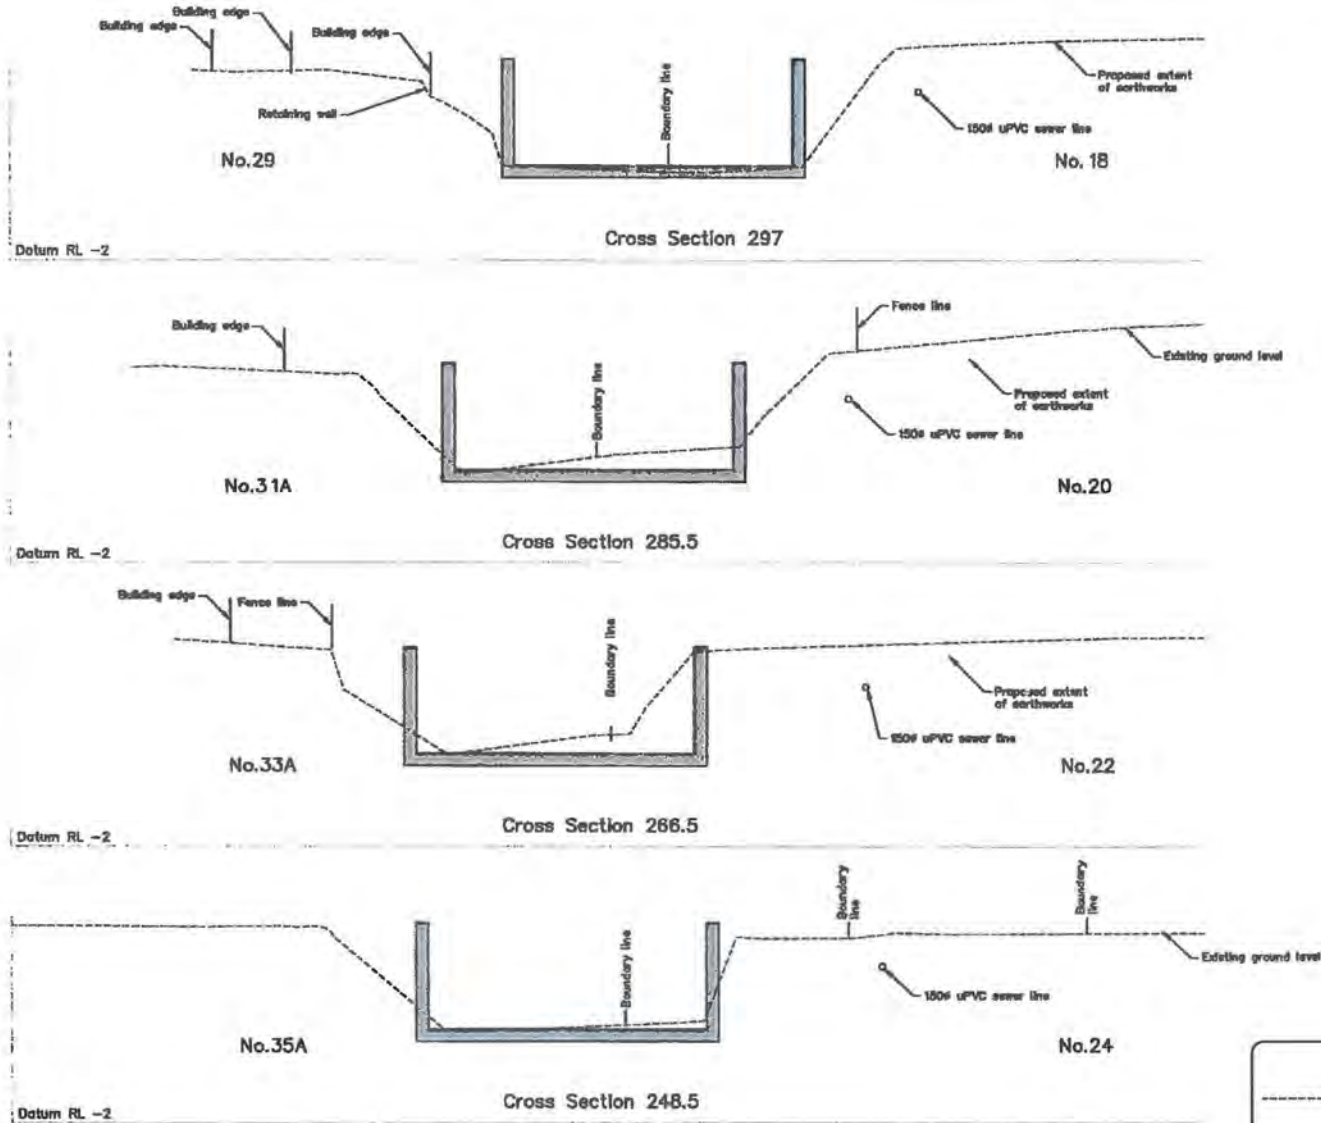 Building edge
Building edge
Building edge
Retaining wall
Boundary line
Proposed extent
of earthworks
150ø uPVC sewer line
No.29
No. 18
Cross Section 297
Datum RL -2
Building edge
Boundary line
Fence line
Existing ground level
Proposed extent
of earthworks
150ø uPVC sewer line
No.31A
No.20
Cross Section 285.5
Datum RL -2
Building edge
Fence line
Boundary line
Proposed extent
of earthworks
150ø uPVC sewer line
No.33A
No.22
Cross Section 266.5
Datum RL -2
Boundary line
Boundary
line
Boundary
line
Existing ground level
150ø uPVC sewer line
No.35A
No.24
Cross Section 248.5
Datum RL -2